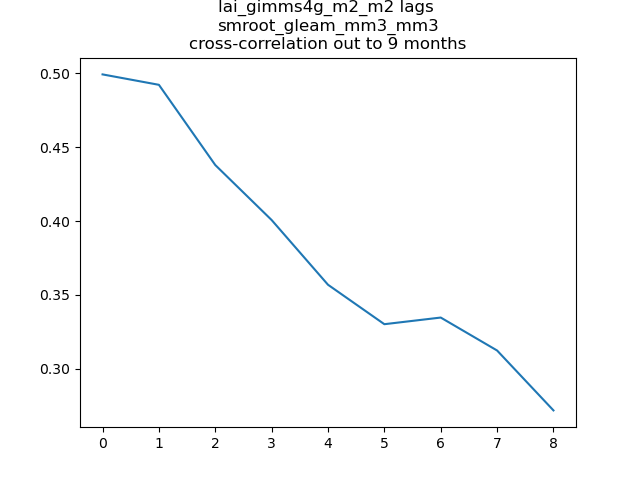 lai_gimms4g_m2_m2 lags
smroot_gleam_mm3_mm3
cross-correlation out to 9 months
0.50
0.45
0.40
0.35
0.30
0 1 2 3 4 5 6 7 8